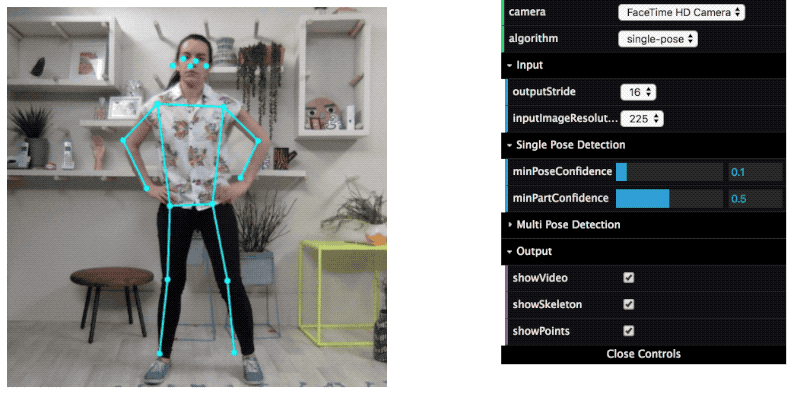 camera FaceTime HD Camera
algorithm single-pose
Input
outputStride 16
inputImageResolut... 225
Single Pose Detection
minPoseConfidence 0.1
minPartConfidence 0.5
Multi Pose Detection
Output
showVideo
showSkeleton
showPoints
Close Controls